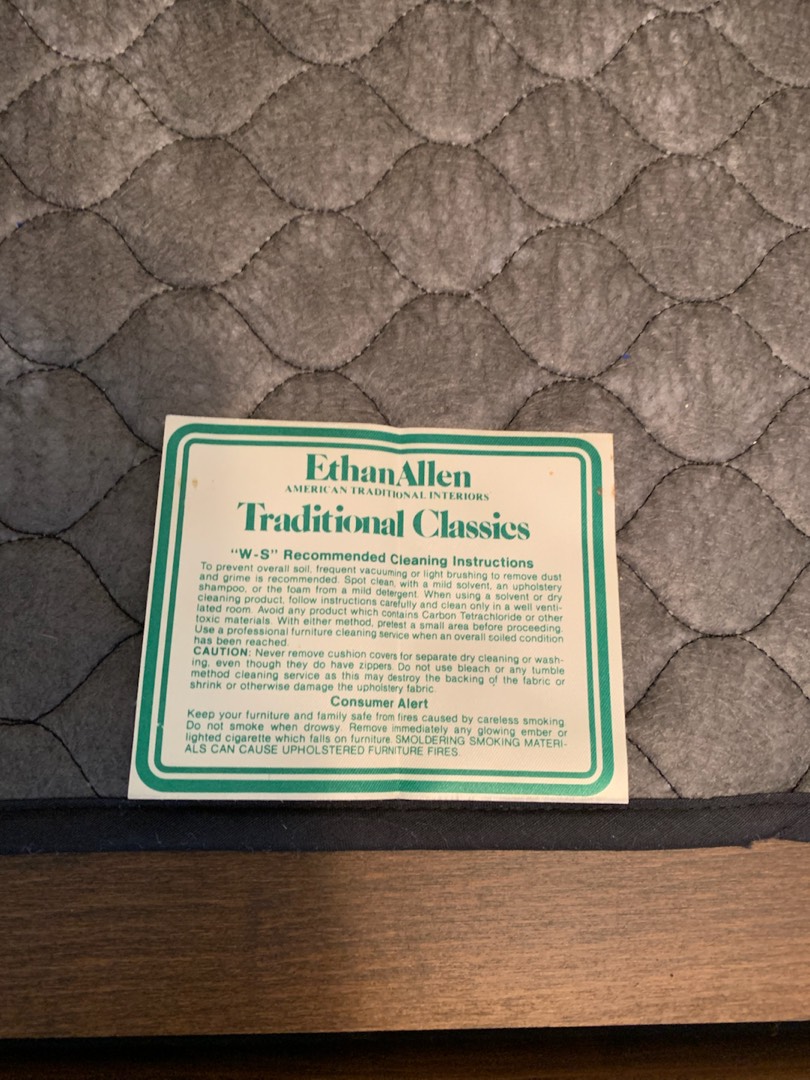 Ethan Allen
AMERICAN TRADITIONAL INTERIORS
Traditional Classics
"W-S" Recommended Cleaning Instructions
To prevent overall soil, frequent vacuuming or light brushing to remove dust
and grime is recommended. Spot clean, with a mild solvent, an upholstery
shampoo, or the foam from a mild detergent. When using a solvent or dry
cleaning product, follow instructions carefully and clean only in a well venti-
lated room. Avoid any product which contains Carbon Tetrachloride or other
toxic materials. With either method, pretest a small area before proceeding.
Use a professional furniture cleaning service when an overall soiled condition
has been reached.
CAUTION: Never remove cushion covers for separate dry cleaning or wash-
ing, even though they do have zippers. Do not use bleach or any tumble
method cleaning service as this may destroy the backing of the fabric or
shrink or otherwise damage the upholstery fabric.
Consumer Alert
Keep your furniture and family safe from fires caused by careless smoking.
Do not smoke when drowsy. Remove immediately any glowing ember or
lighted cigarette which falls on furniture. SMOLDERING SMOKING MATERI-
ALS CAN CAUSE UPHOLSTERED FURNITURE FIRES.